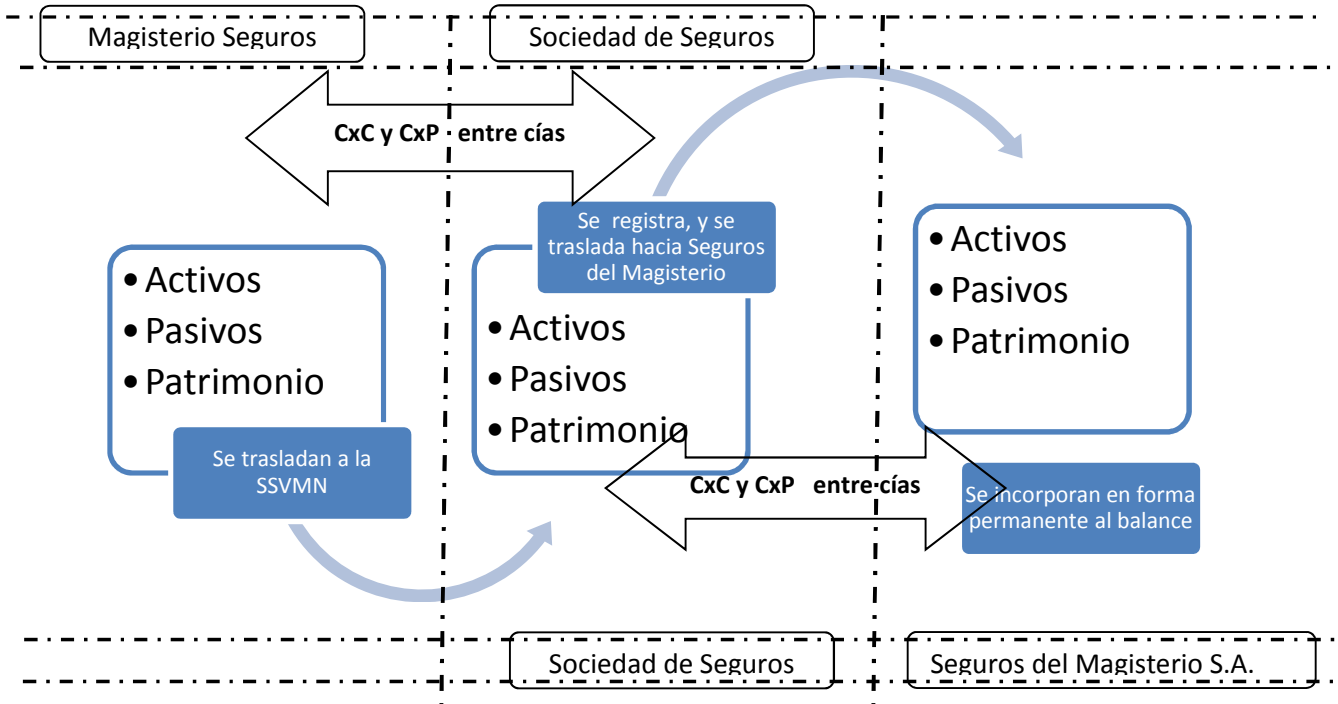 Magisterio Seguros
Sociedad de Seguros
CxC y CxP entre cías
• Activos
• Pasivos
• Patrimonio
Se trasladan a la
SSVMN
Se registra, y se
traslada hacia Seguros
del Magisterio
• Activos
• Pasivos
• Patrimonio
• Activos
• Pasivos
• Patrimonio
CxC y CxP entre cías
Se incorporan en forma
permanente al balance
Sociedad de Seguros
Seguros del Magisterio S.A.